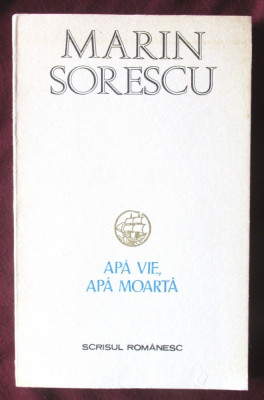 MARIN
SORESCU
APĂ VIE,
APĂ MOARTĂ
SCRISUL ROMÂNESC